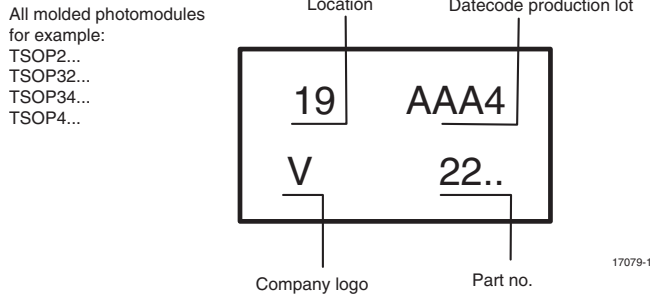 All molded photomodules
for example:
TSOP2...
TSOP32...
TSOP34...
TSOP4...
Location
Datecode production lot
19 AAA4
V 22..
Company logo
Part no.
17079-1